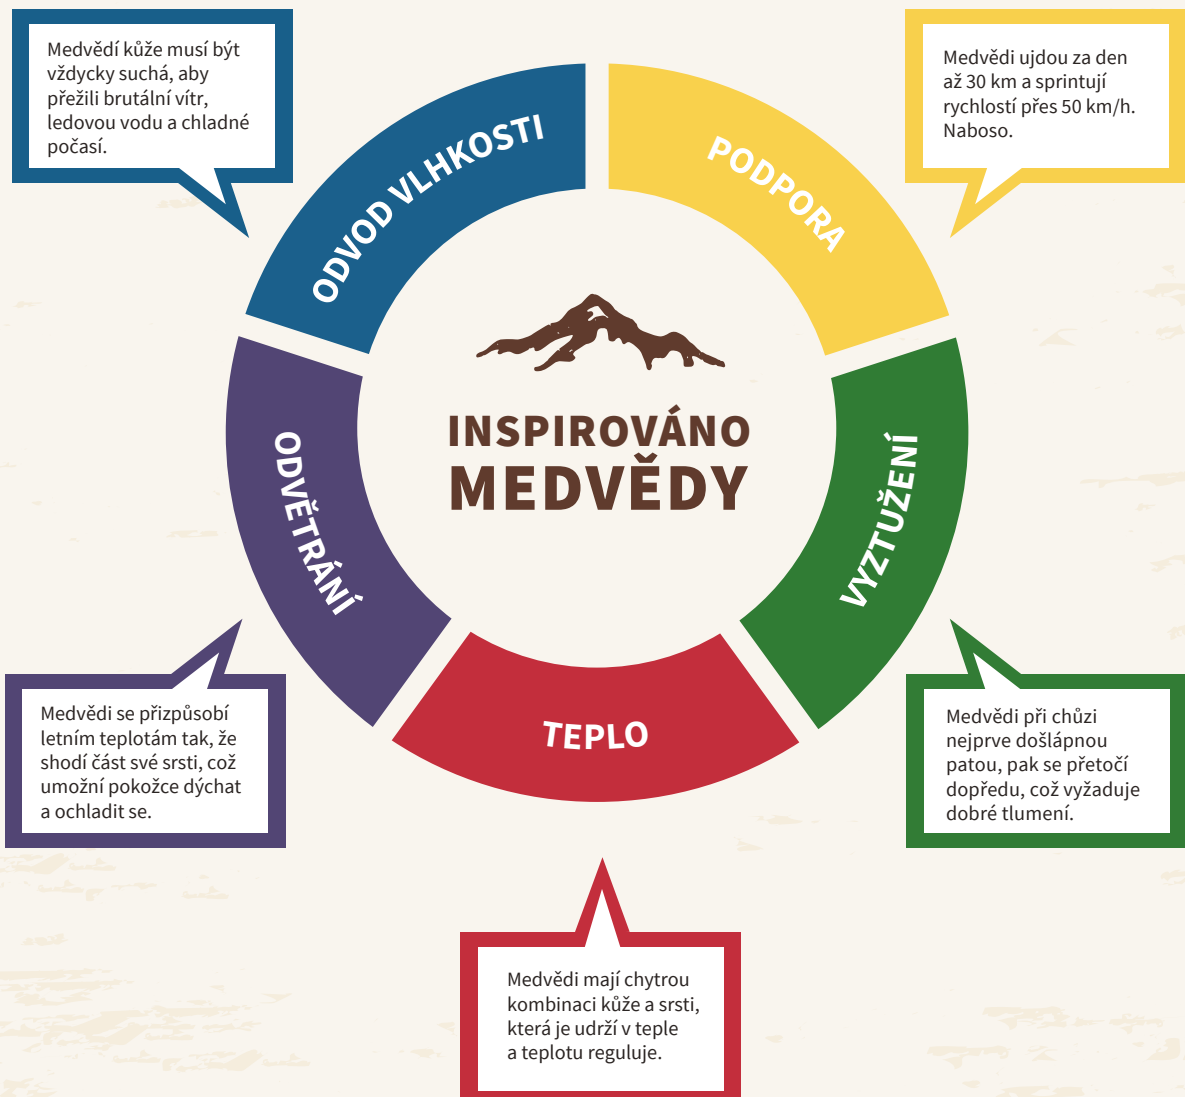 Medvědí kůže musí být
vždycky suchá, aby
přežili brutální vítr,
ledovou vodu a chladné
počasí.
Medvědi ujdou za den
až 30 km a sprintují
rychlostí přes 50 km/h.
Naboso.
ODVOD VLHKOSTI
PODPORA
INSPIROVÁNO
MEDVĚDY
ODVĚTRÁNÍ
VYZTUŽENÍ
TEPLO
Medvědi se přizpůsobí
letním teplotám tak, že
shodí část své srsti, což
umožní pokožce dýchat
a ochladit se.
Medvědi při chůzi
nejprve došlápnou
patou, pak se přetočí
dopředu, což vyžaduje
dobré tlumení.
Medvědi mají chytrou
kombinaci kůže a srsti,
která je udrží v teple
a teplotu reguluje.